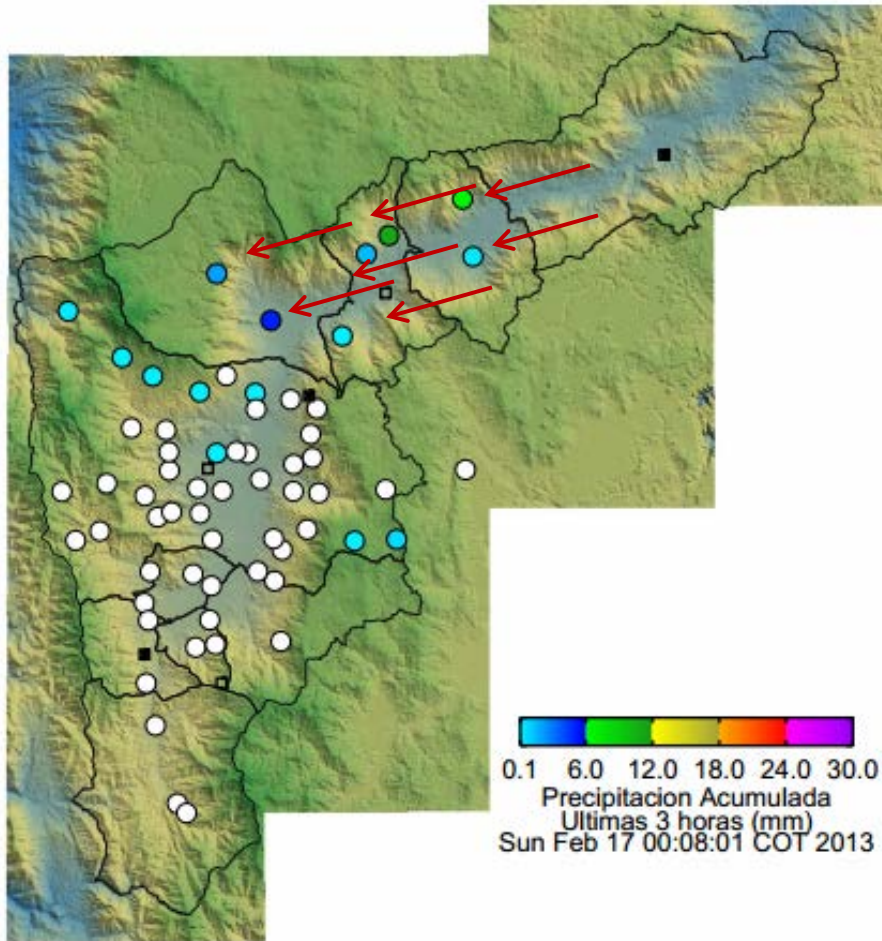 0.1 6.0 12.0 18.0 24.0 30.0
Precipitacion Acumulada
Ultimas 3 horas (mm)
Sun Feb 17 00:08:01 COT 2013